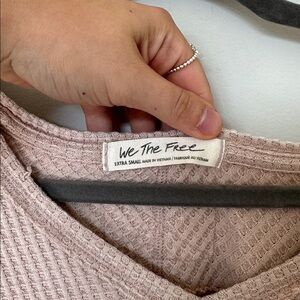 We The Free
EXTRA SMALL MADE IN VIETNAM / FABRIQUÉ AU VIETNAM